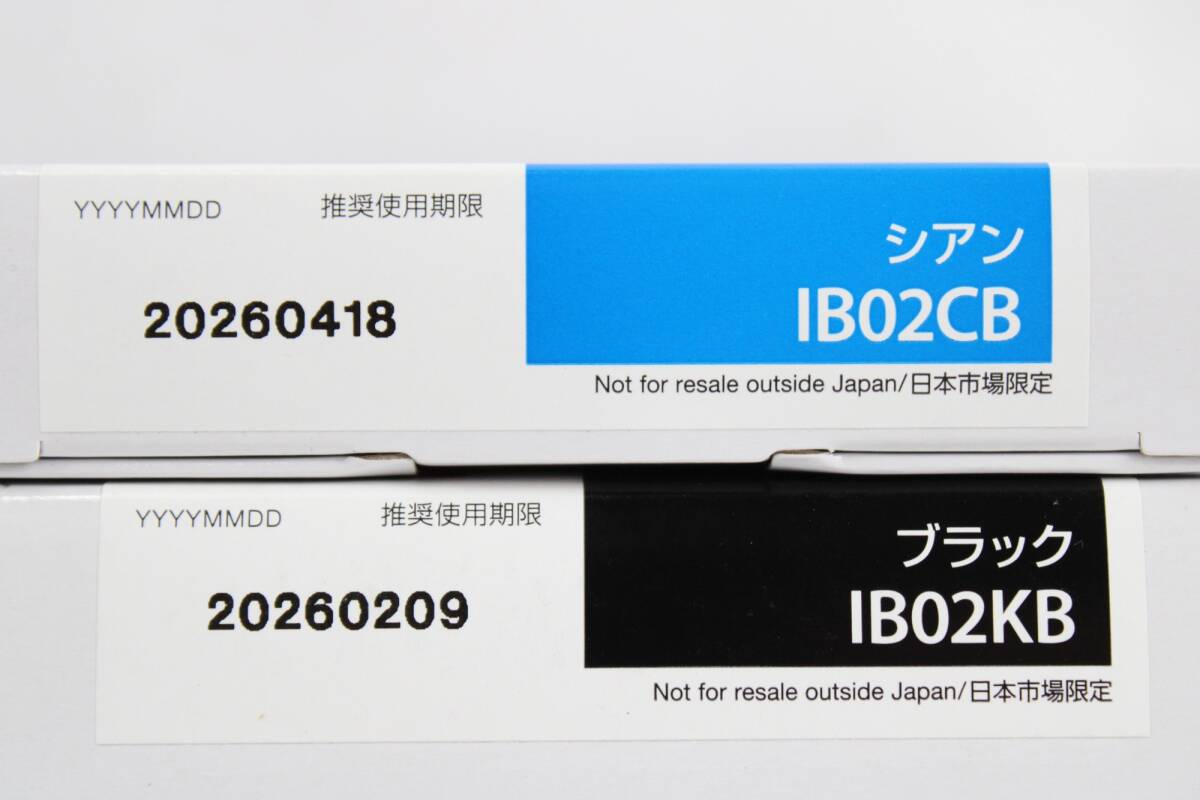 YYYYMMDD 推奨使用期限
シアン
20260418
IB02CB
Not for resale outside Japan/日本市場限定
YYYYMMDD 推奨使用期限
ブラック
20260209
IB02KB
Not for resale outside Japan/日本市場限定